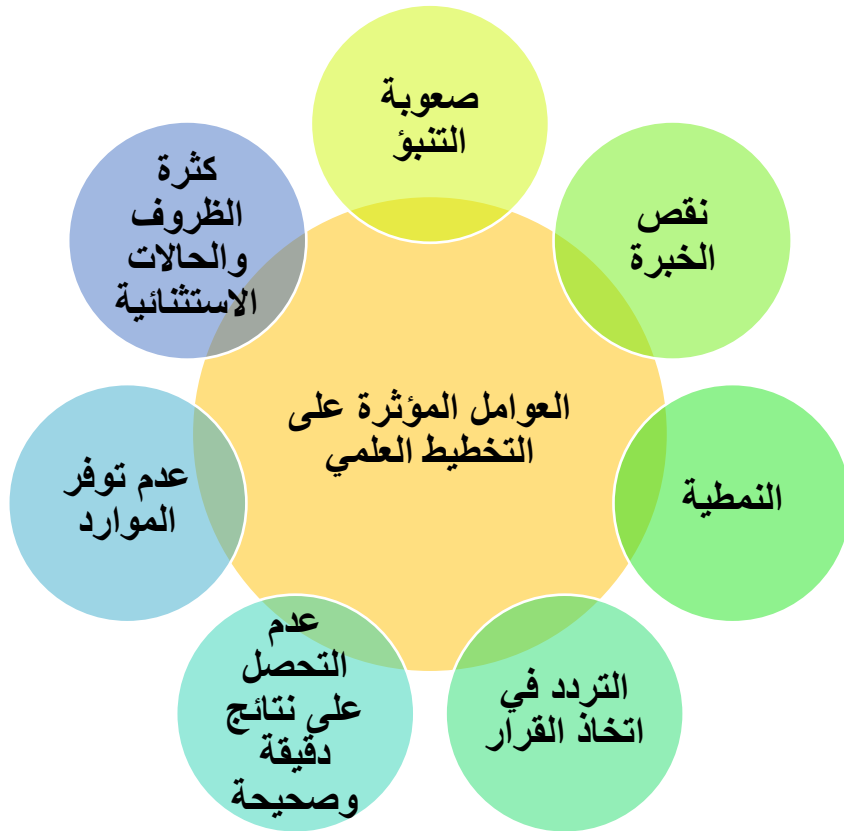 صعوبة
التنبؤ
نقص
الخبرة
النمطية
التردد في
اتخاذ القرار
عدم
التحصل
على نتائج
دقيقة
وصحيحة
عدم توفر
الموارد
كثرة
الظروف
والحالات
الاستثنائية
العوامل المؤثرة على
التخطيط العلمي